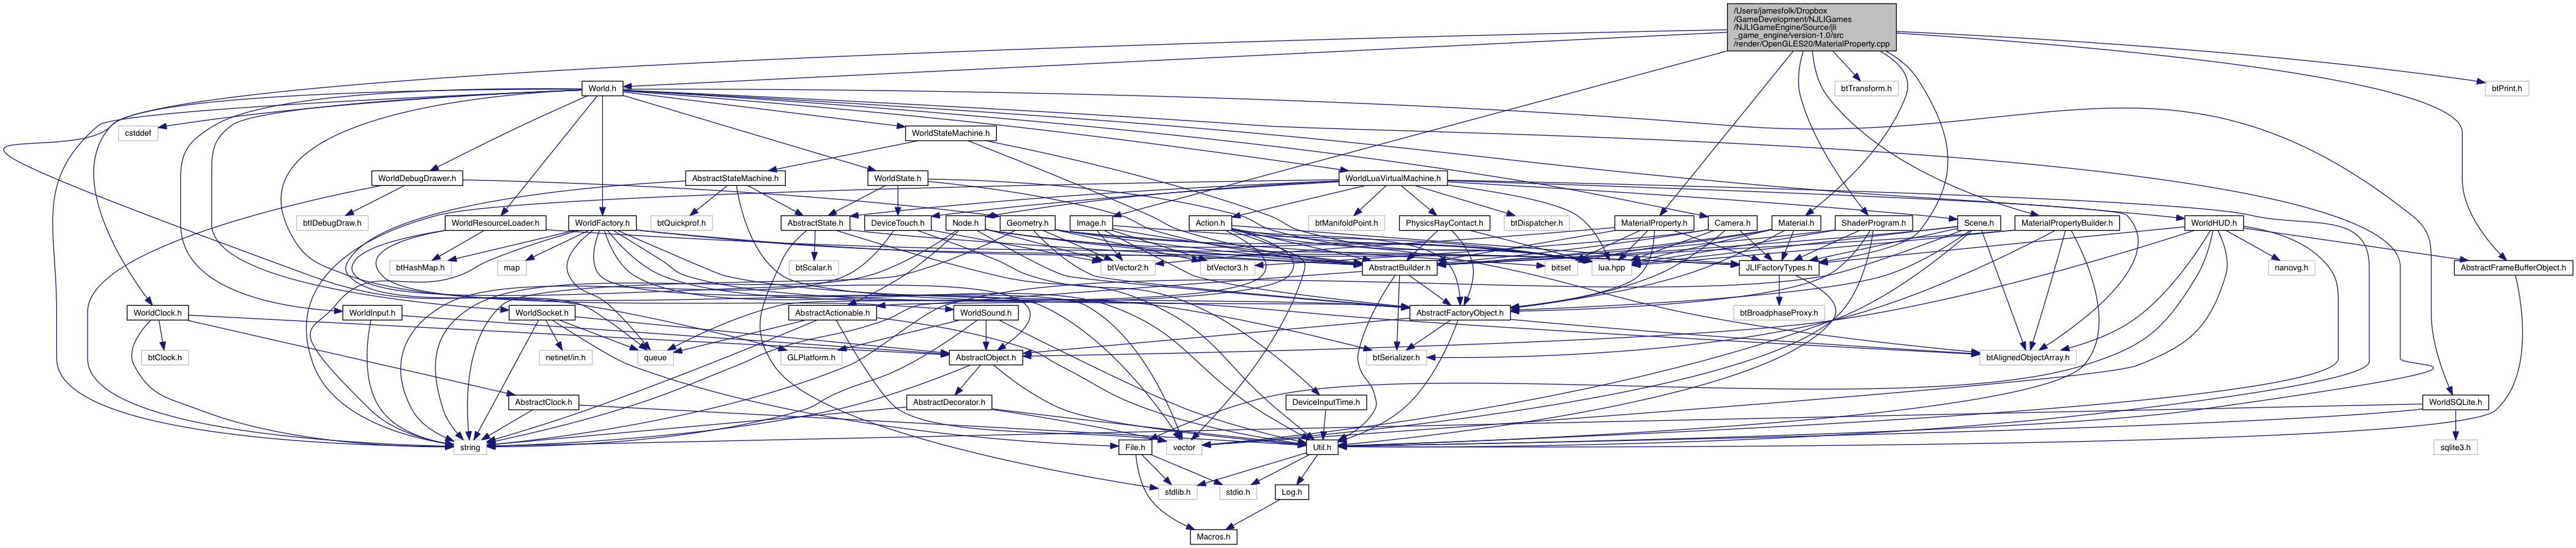 /Users/jamesfolk/Dropbox
/GameDevelopment/NJLIGames
/NJLIGameEngine/Source/jli
_game_engine/version-1.0/src
/render/OpenGLES20/MaterialProperty.cpp
World.h
btTransform.h
btPrint.h
cstddef
WorldStateMachine.h
WorldDebugDrawer.h
AbstractStateMachine.h
WorldState.h
WorldLuaVirtualMachine.h
btIDebugDraw.h
WorldResourceLoader.h
WorldFactory.h
btQuickprof.h
AbstractState.h
DeviceTouch.h
Node.h
Geometry.h
Image.h
Action.h
btManifoldPoint.h
PhysicsRayContact.h
btDispatcher.h
MaterialProperty.h
Camera.h
Material.h
ShaderProgram.h
Scene.h
MaterialPropertyBuilder.h
WorldHUD.h
btHashMap.h
map
btScalar.h
btVector2.h
btVector3.h
AbstractBuilder.h
bitset
lua.hpp
JLIFactoryTypes.h
nanovg.h
AbstractFrameBufferObject.h
WorldClock.h
WorldInput.h
WorldSocket.h
AbstractActionable.h
WorldSound.h
AbstractFactoryObject.h
btBroadphaseProxy.h
btClock.h
netinet/in.h
queue
GLPlatform.h
AbstractObject.h
btSerializer.h
btAlignedObjectArray.h
AbstractClock.h
AbstractDecorator.h
DeviceInputTime.h
WorldSQLite.h
string
File.h
vector
Util.h
sqlite3.h
stdlib.h
stdio.h
Log.h
Macros.h